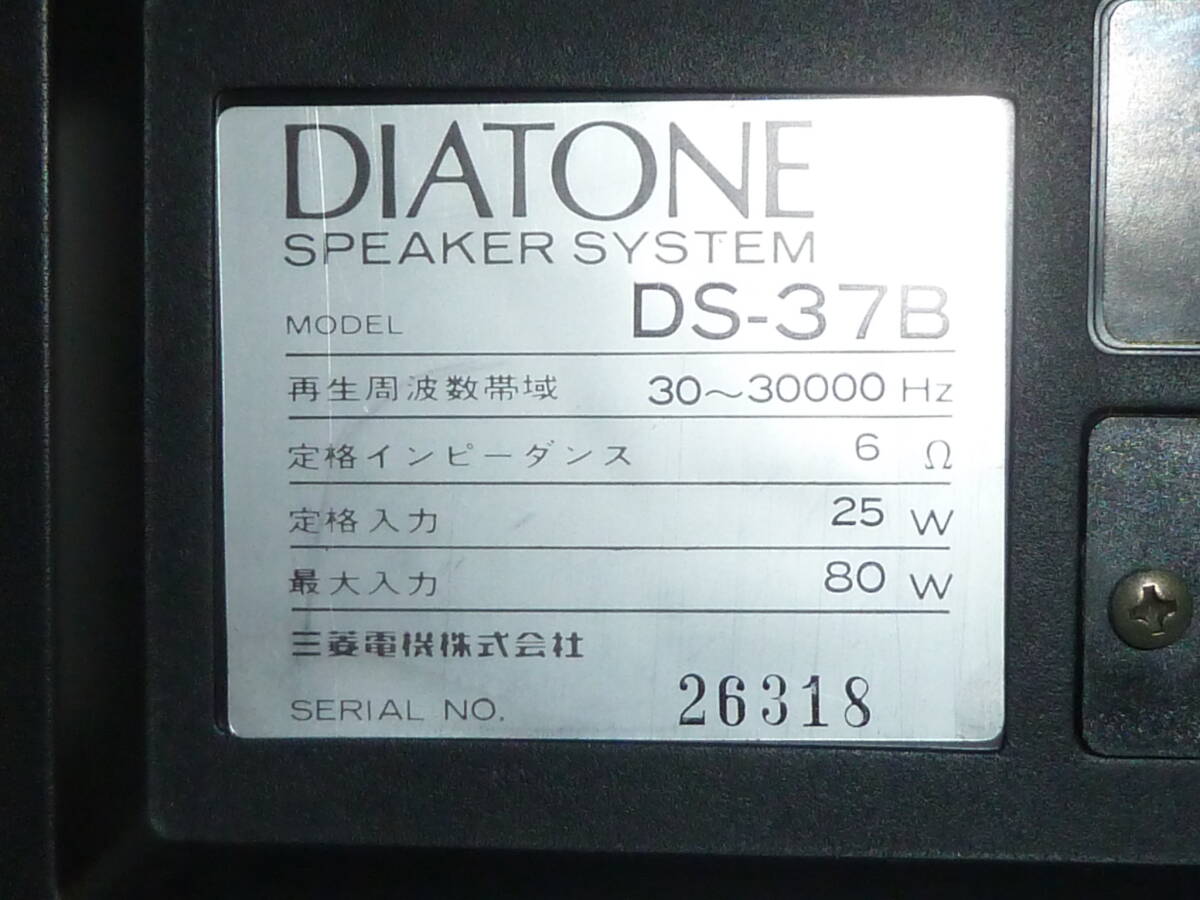 DIATONE
SPEAKER SYSTEM
MODEL DS-37B
再生周波数帯域 30～30000 Hz
定格インピーダンス 6 Ω
定格入力 25 W
最大入力 80 W
三菱電機株式会社
SERIAL NO. 26318